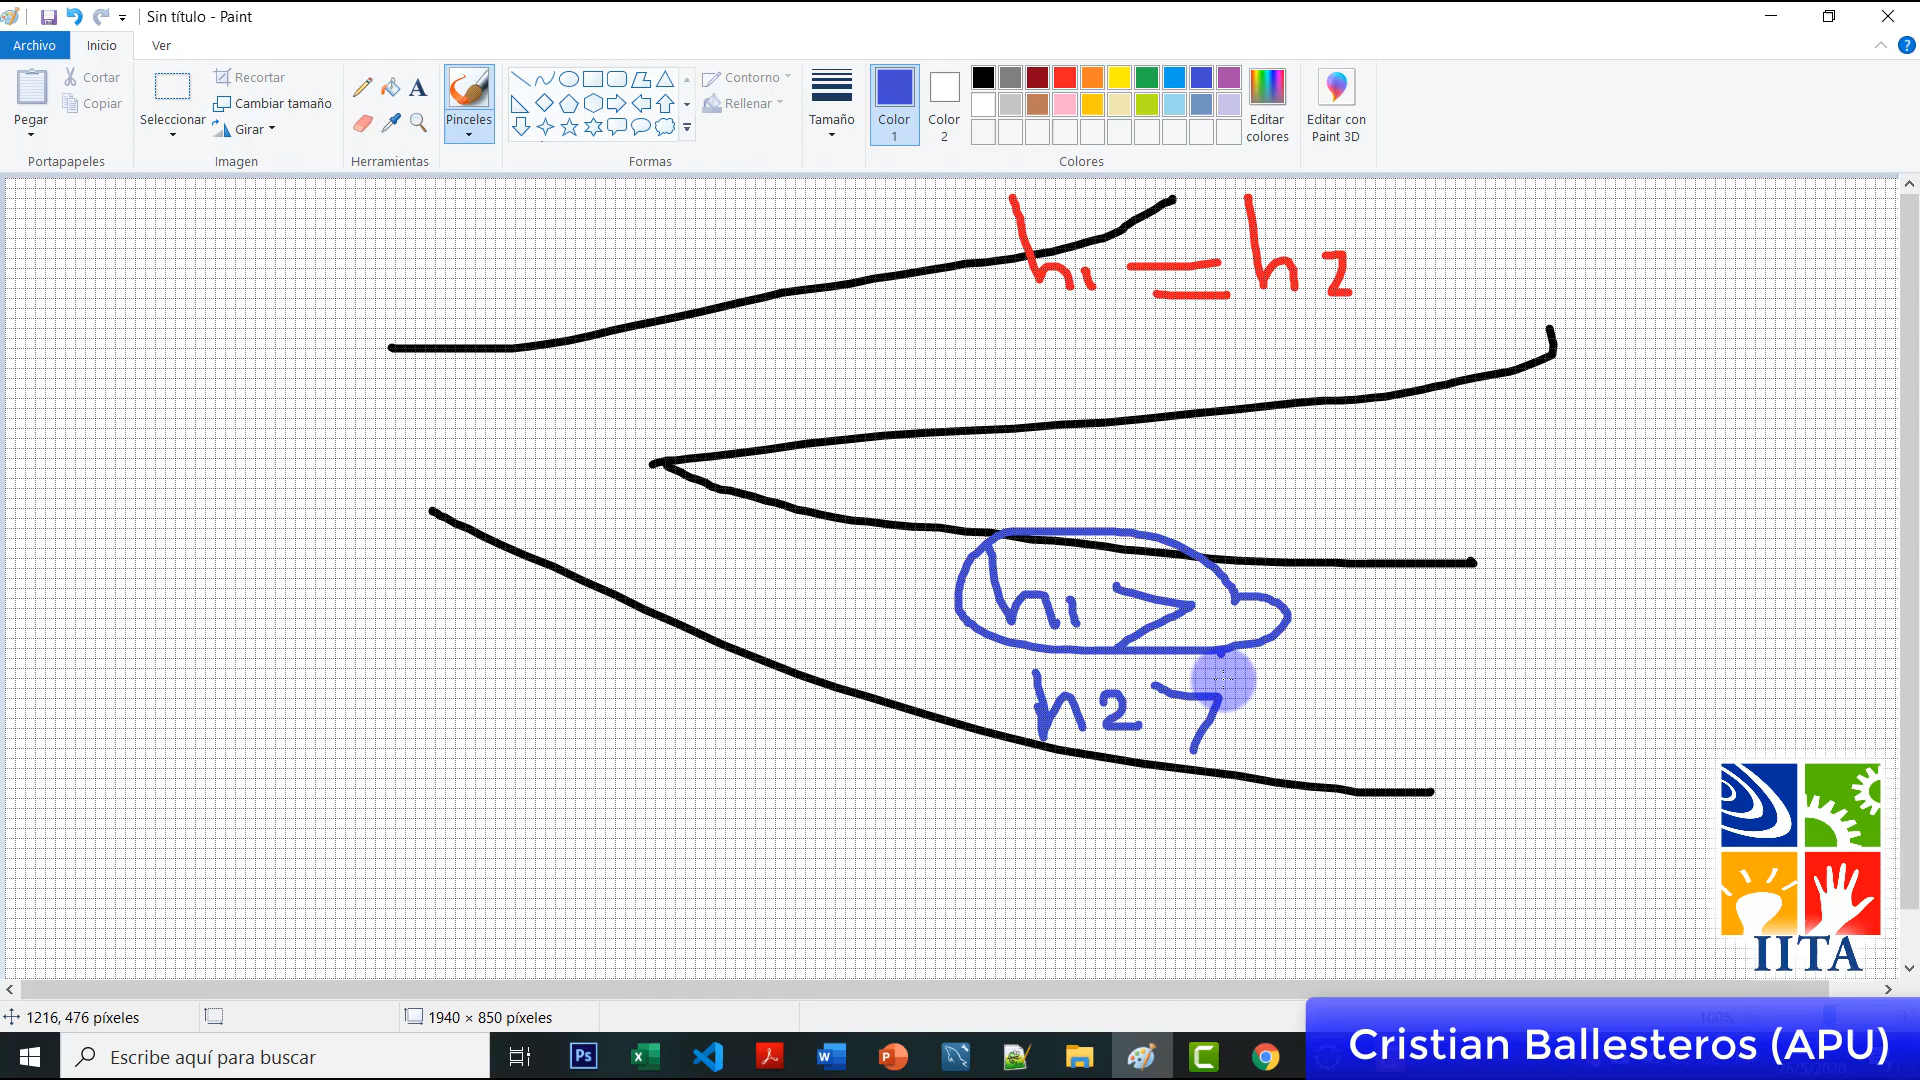 Sin título - Paint
Archivo Inicio Ver
Pegar
Cortar
Copiar
Portapapeles
Seleccionar
Recortar
Cambiar tamaño
Girar
Imagen
A
Herramientas
Pinceles
Contorno
Rellenar
Formas
Tamaño
Color 1
Color 2
Editar colores
Editar con Paint 3D
Colores
h1 = h2
h1 >
h2 >
IITA
1216, 476 píxeles
1940 × 850 píxeles
100%
Cristian Ballesteros (APU)
Escribe aquí para buscar
Ps